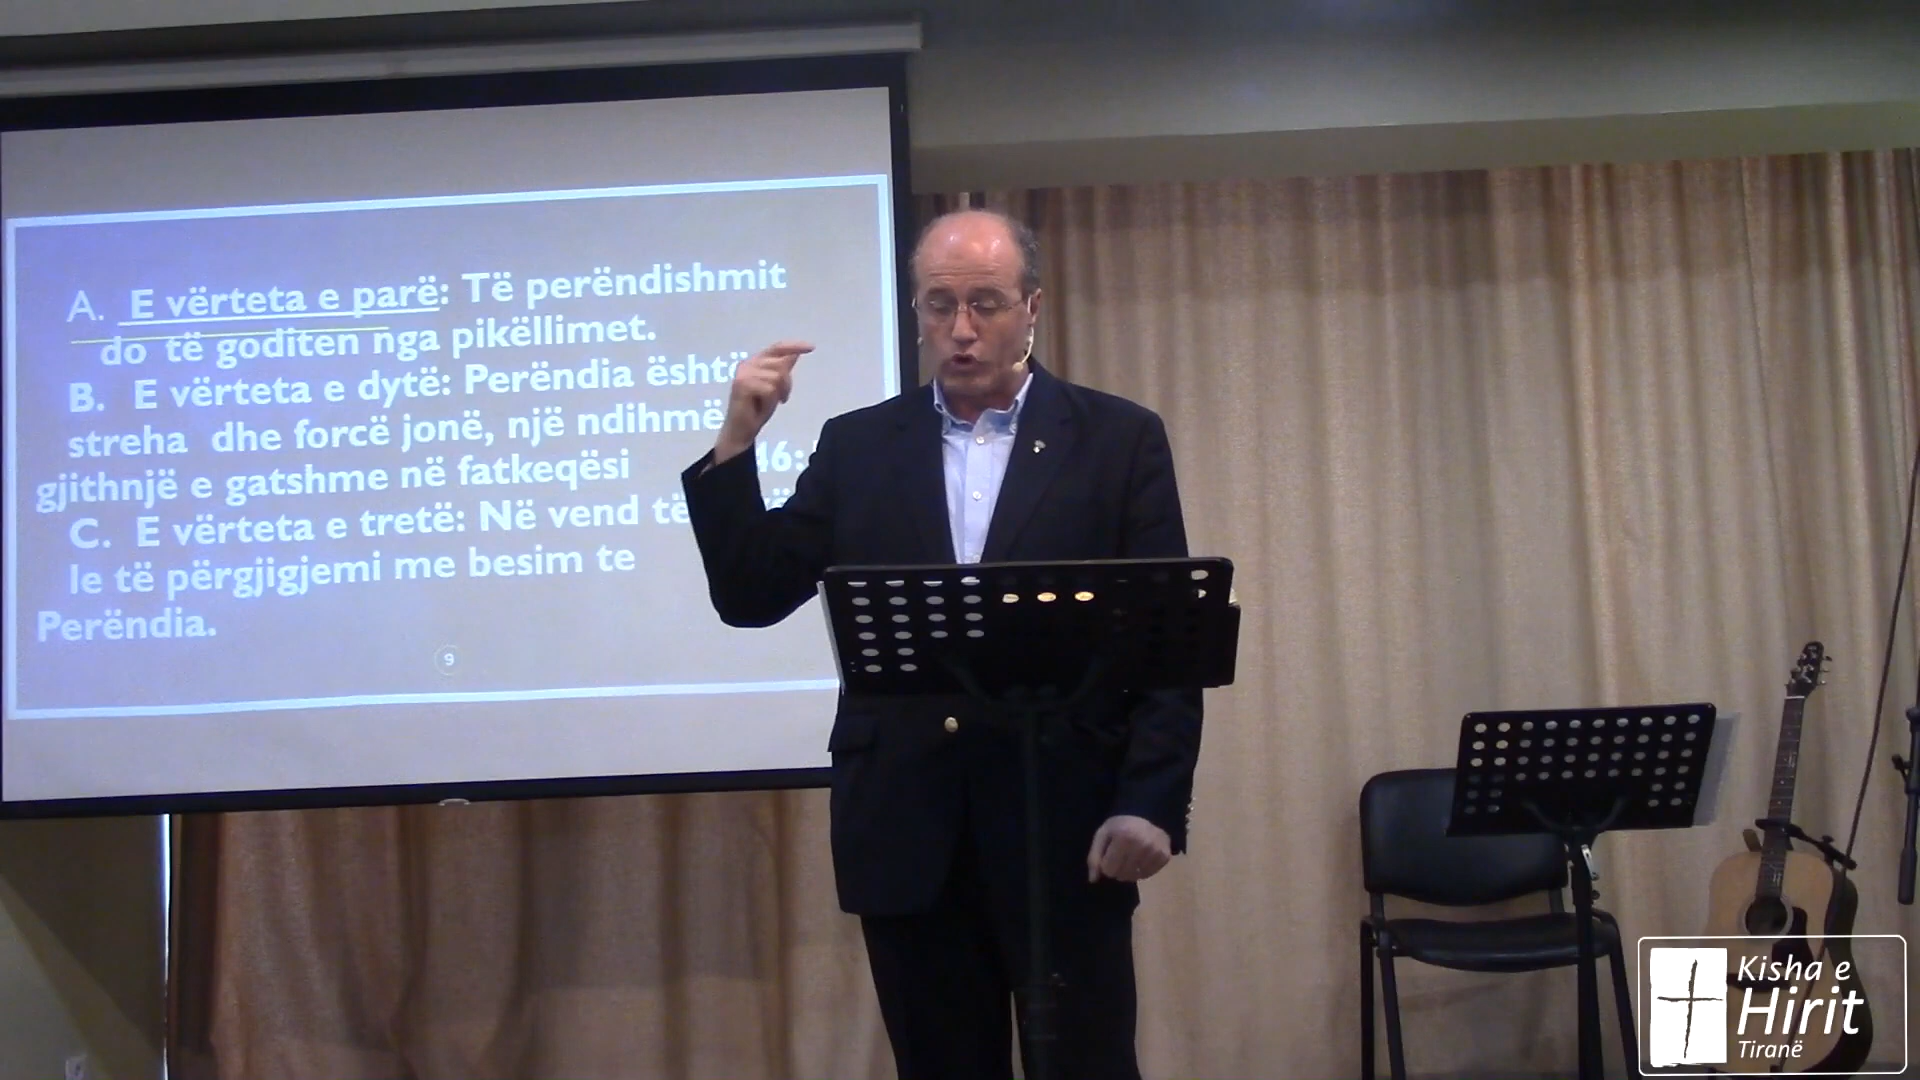 A. E vërteta e parë: Të perëndishmit
do të goditen nga pikëllimet.
B. E vërteta e dytë: Perëndia është
streha dhe forcë jonë, një ndihmë
gjithnjë e gatshme në fatkeqësi 46:
C. E vërteta e tretë: Në vend të
le të përgjigjemi me besim te
Perëndia.
9
Kisha e
Hirit
Tiranë